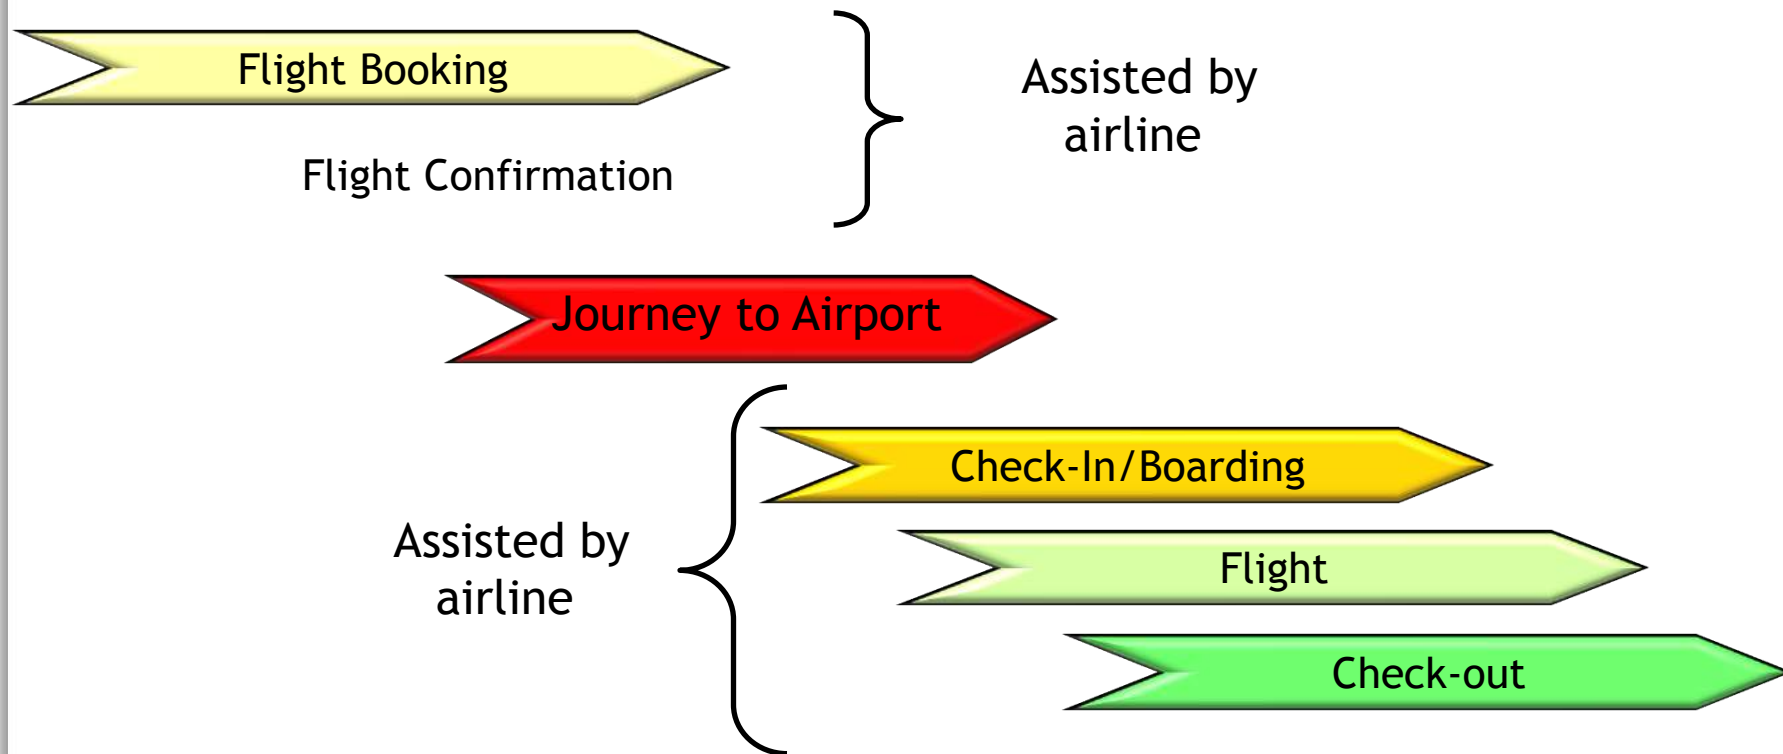 Flight Booking
Assisted by
airline
Flight Confirmation
Journey to Airport
Check-In/Boarding
Assisted by
airline
Flight
Check-out